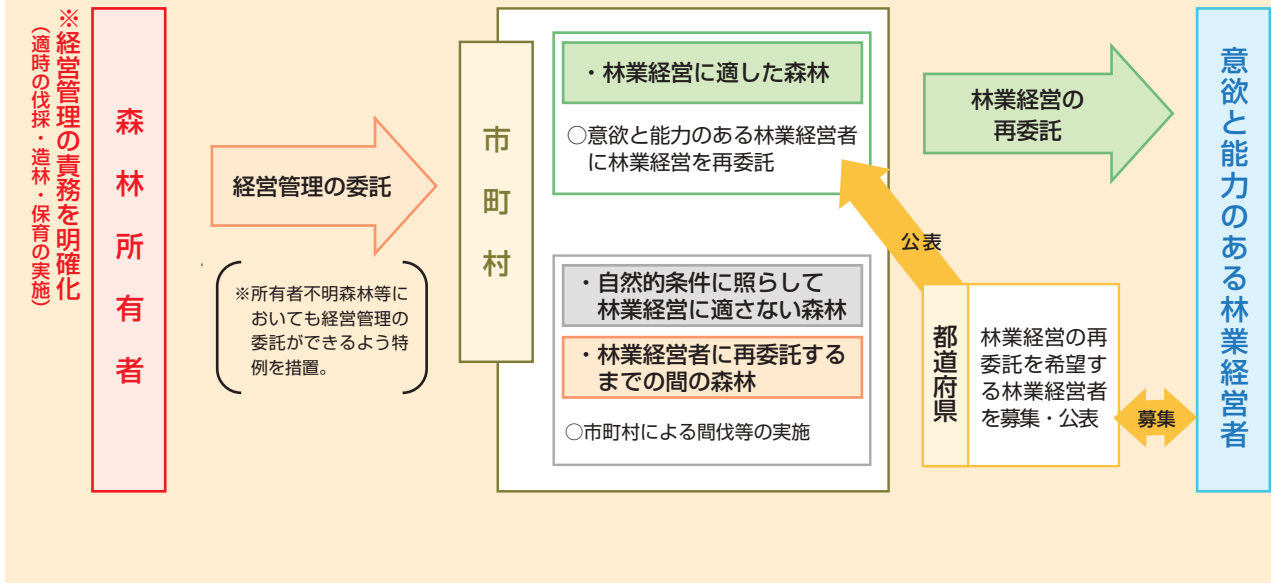 ※経営管理の責務を明確化
（適時の伐採・造林・保育の実施）
森林所有者
経営管理の委託
※所有者不明森林等に
おいても経営管理の
委託ができるよう特
例を措置。
市町村
・林業経営に適した森林
○意欲と能力のある林業経営者
に林業経営を再委託
・自然的条件に照らして
林業経営に適さない森林
・林業経営者に再委託する
までの間の森林
○市町村による間伐等の実施
林業経営の
再委託
公表
都道府県
林業経営の再
委託を希望す
る林業経営者
を募集・公表
募集
意欲と能力のある林業経営者